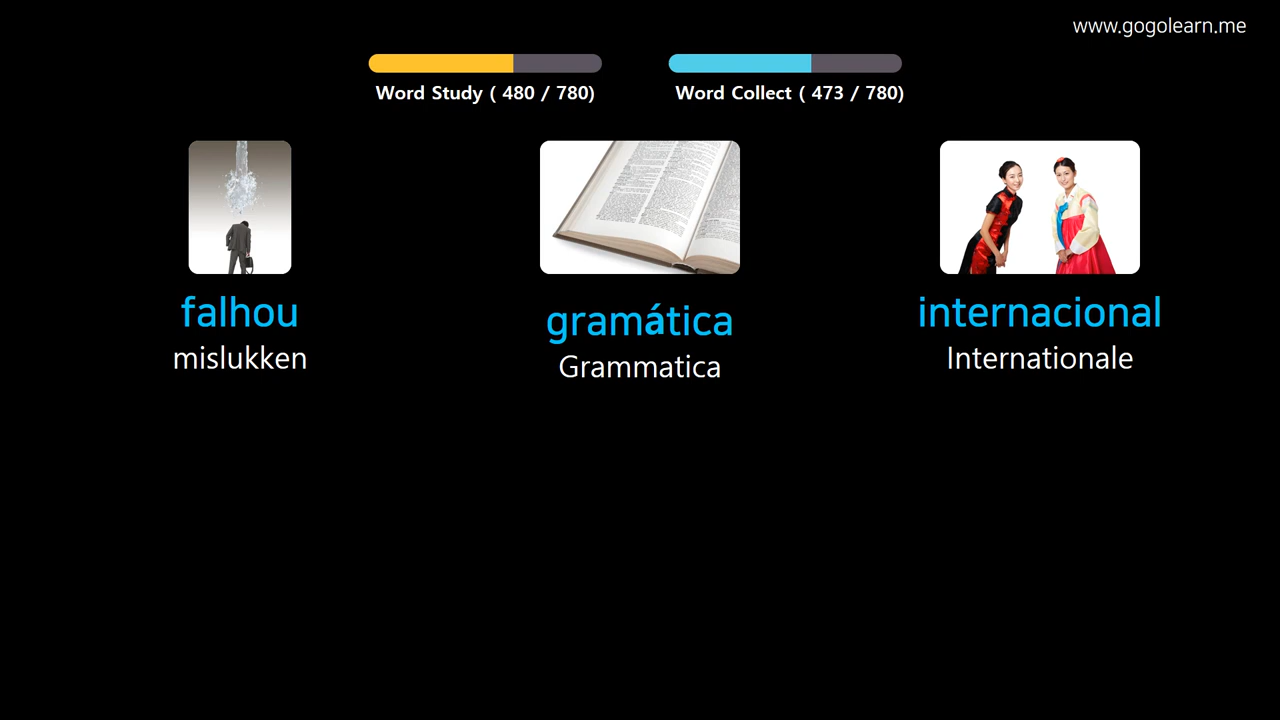 www.gogolearn.me
Word Study ( 480 / 780)
Word Collect ( 473 / 780)
falhou
mislukken
gramática
Grammatica
internacional
Internationale